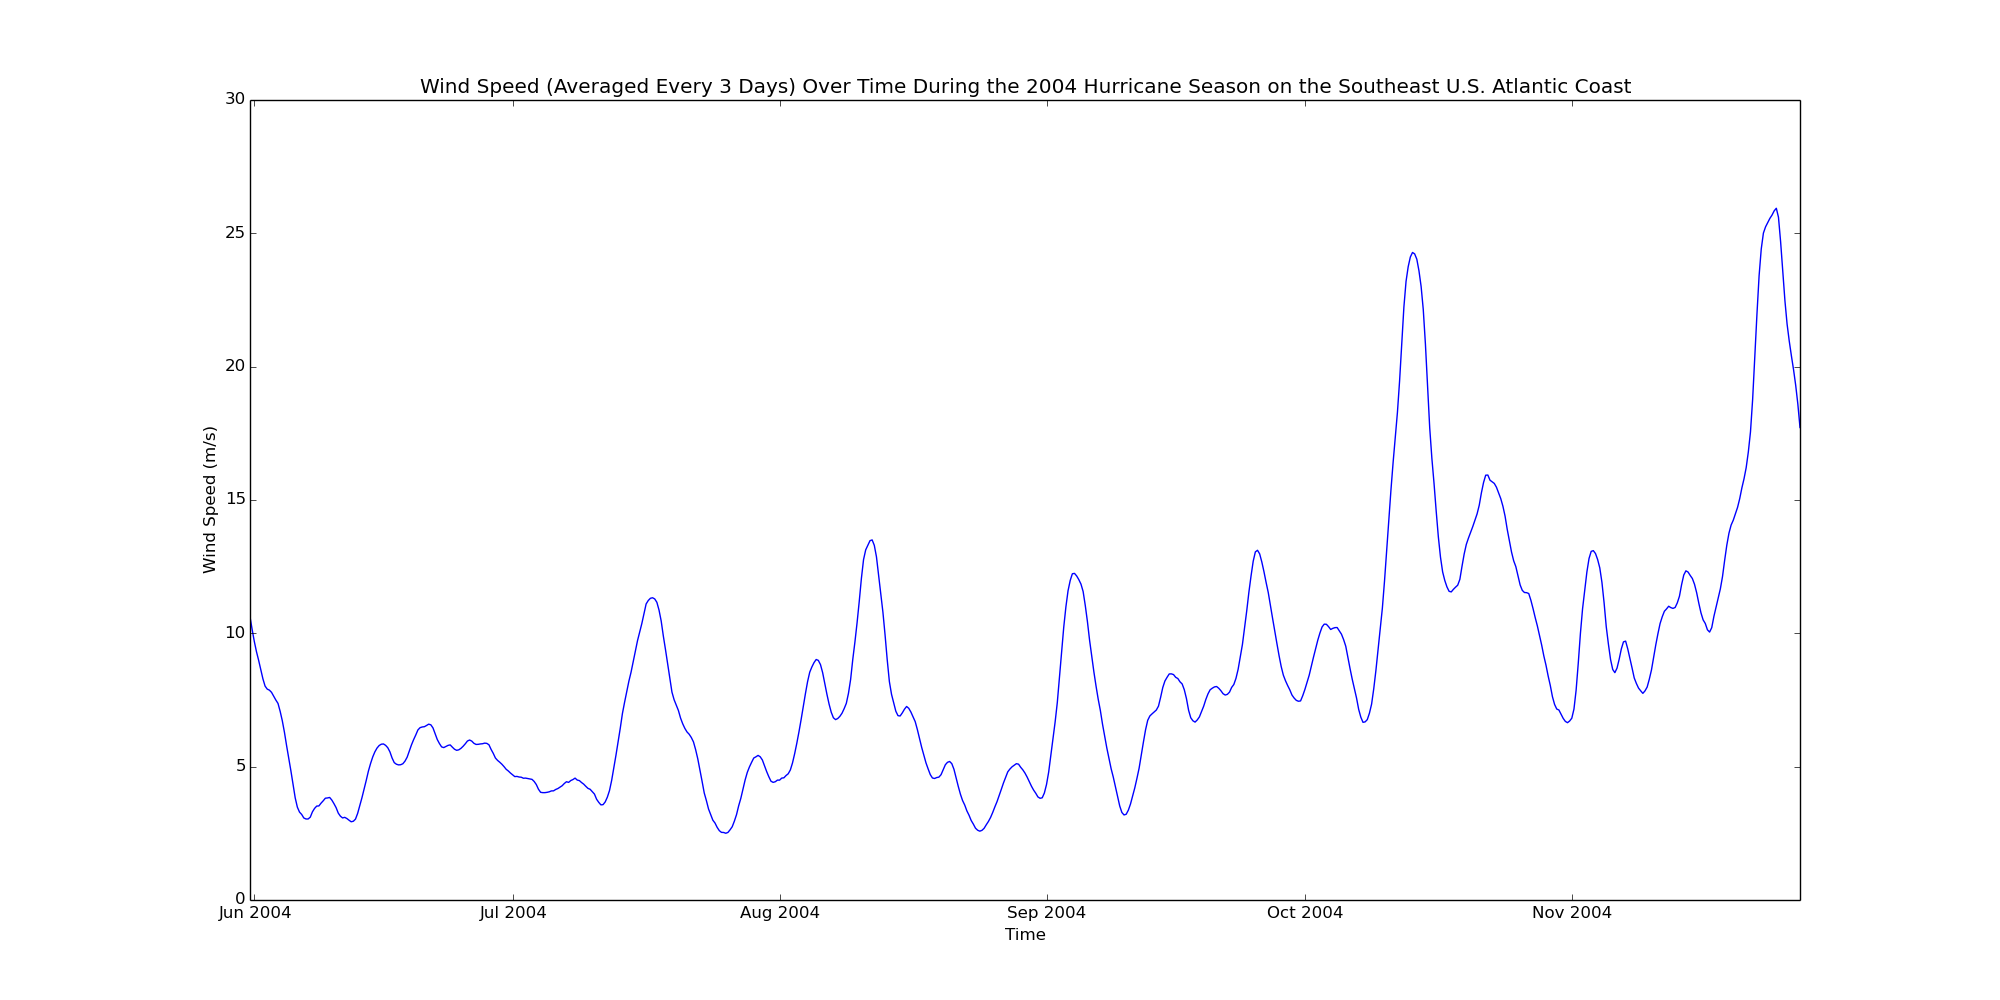 Wind Speed (Averaged Every 3 Days) Over Time During the 2004 Hurricane Season on the Southeast U.S. Atlantic Coast
30
25
20
15
10
5
0
Wind Speed (m/s)
Jun 2004 Jul 2004 Aug 2004 Sep 2004 Oct 2004 Nov 2004
Time